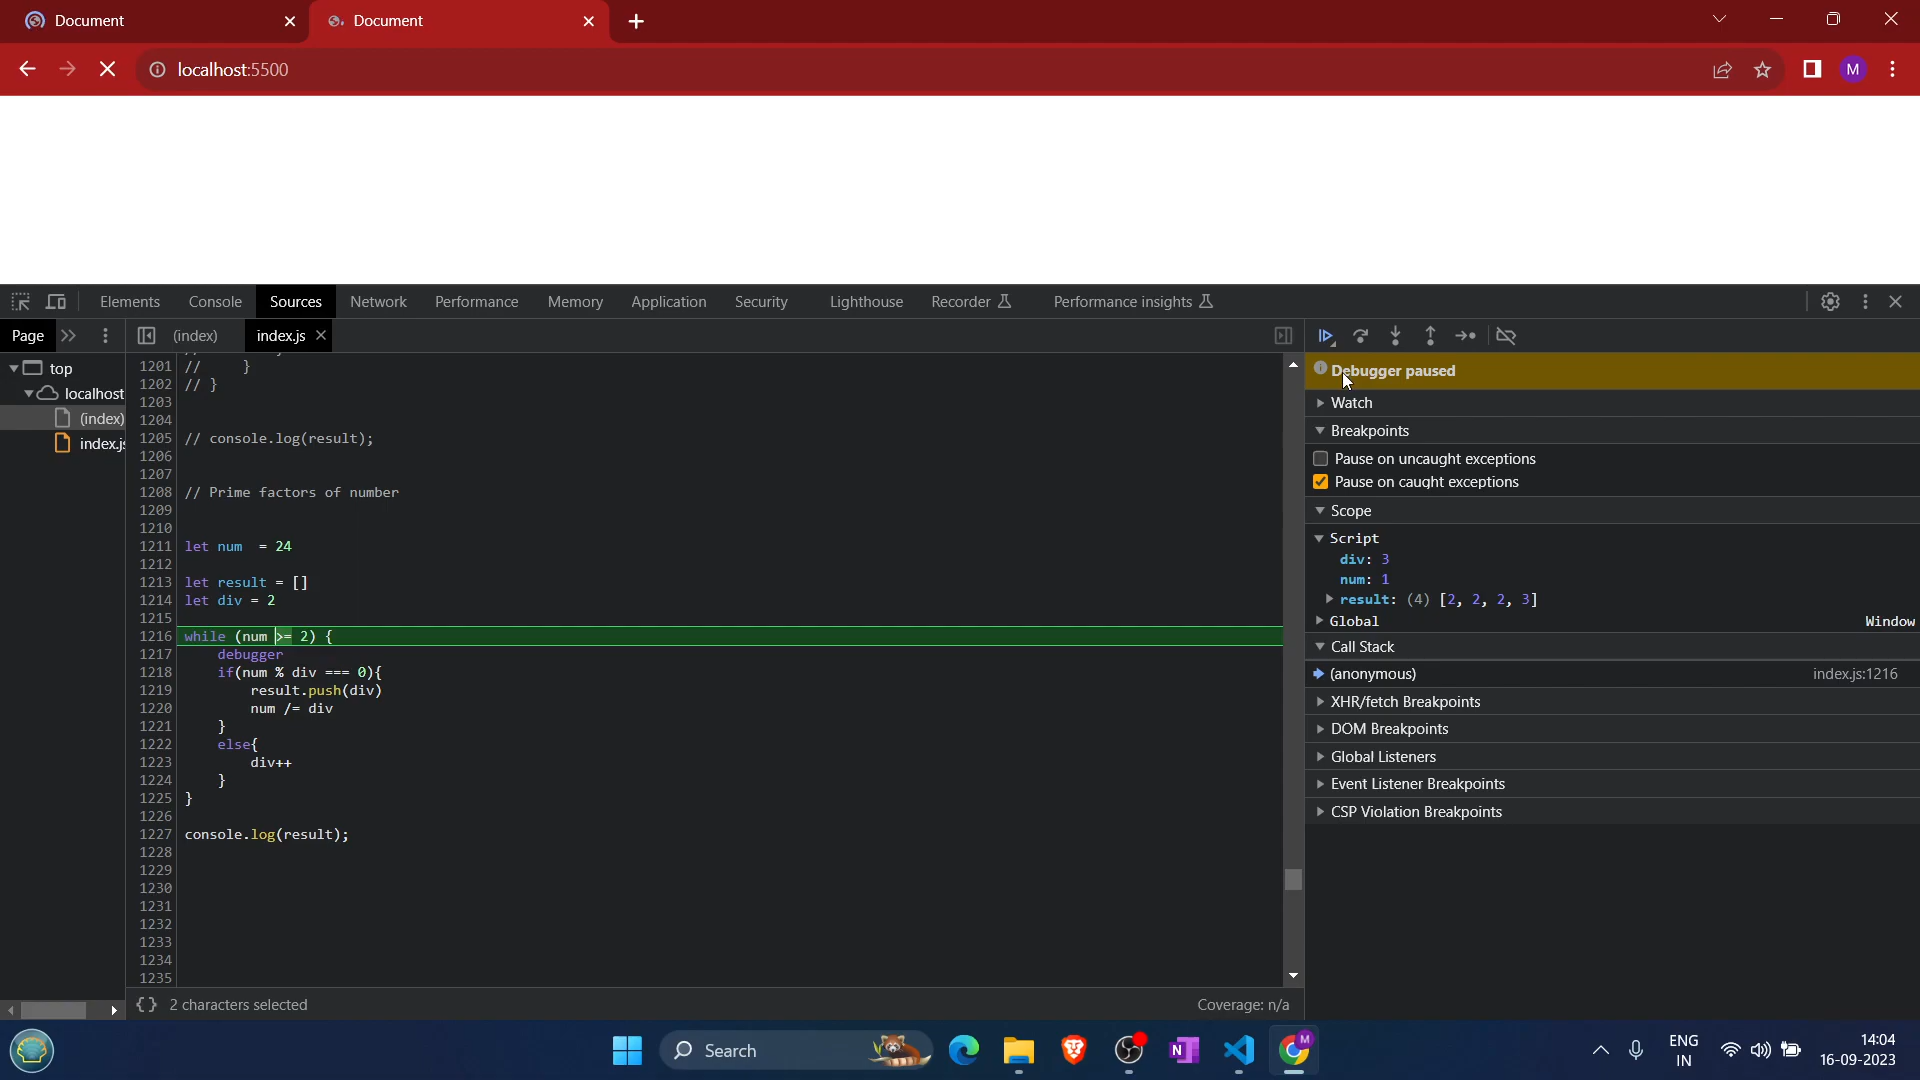 Document
Document
localhost:5500
M
Elements Console Sources Network Performance Memory Application Security Lighthouse Recorder Performance insights
Page
(index) index.js
top
localhost
(index)
index.js
1201 // }
1202 // }
1203
1204
1205 // console.log(result);
1206
1207
1208 // Prime factors of number
1209
1210
1211 let num = 24
1212
1213 let result = []
1214 let div = 2
1215
1216 while (num >= 2) {
1217 debugger
1218 if(num % div === 0){
1219 result.push(div)
1220 num /= div
1221 }
1222 else{
1223 div++
1224 }
1225 }
1226
1227 console.log(result);
1228
1229
1230
1231
1232
1233
1234
1235
{} 2 characters selected
Coverage: n/a
Debugger paused
Watch
Breakpoints
Pause on uncaught exceptions
Pause on caught exceptions
Scope
Script
div: 3
num: 1
result: (4) [2, 2, 2, 3]
Global Window
Call Stack
(anonymous) index.js:1216
XHR/fetch Breakpoints
DOM Breakpoints
Global Listeners
Event Listener Breakpoints
CSP Violation Breakpoints
Search
N
M
ENG
IN
14:04
16-09-2023